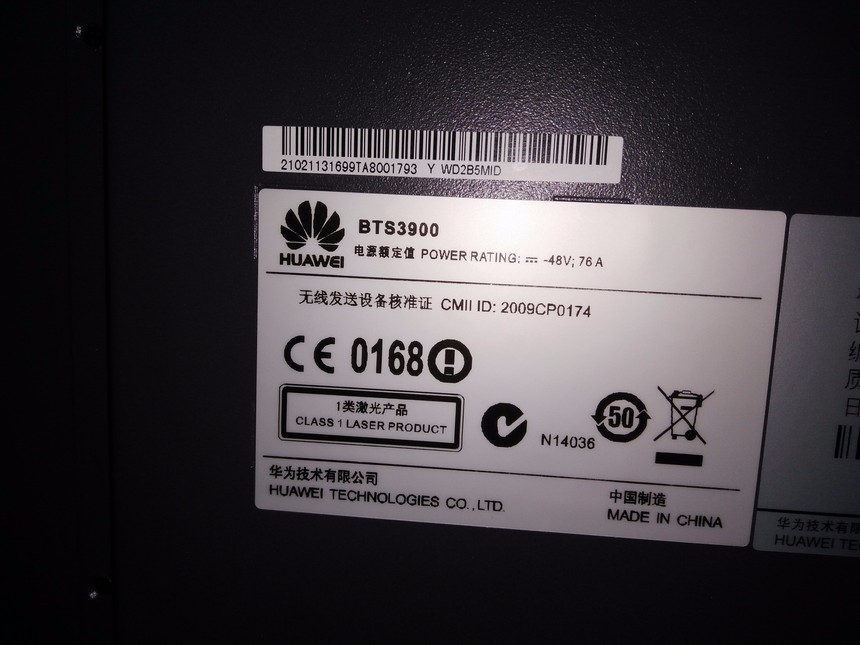 21021131699TA8001793 Y WD2B5MID
HUAWEI
BTS3900
电源额定值 POWER RATING: ⎓ -48V; 76 A
无线发送设备核准证 CMII ID: 2009CP0174
CE 0168
1类激光产品
CLASS 1 LASER PRODUCT
N14036
50
华为技术有限公司
HUAWEI TECHNOLOGIES CO.,LTD.
中国制造
MADE IN CHINA
华为技术有
HUAWEI TE